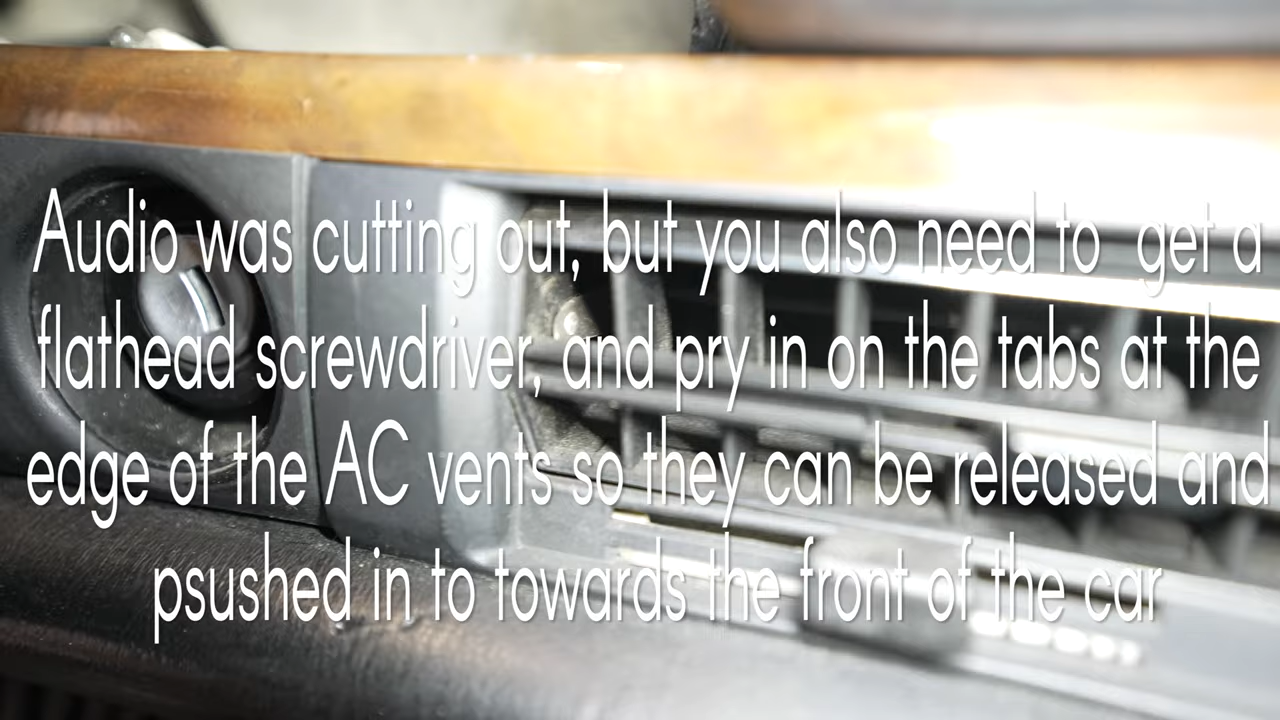 Audio was cutting out, but you also need to  get a
flathead screwdriver, and pry in on the tabs at the
edge of the AC vents so they can be released and
psushed in to towards the front of the car